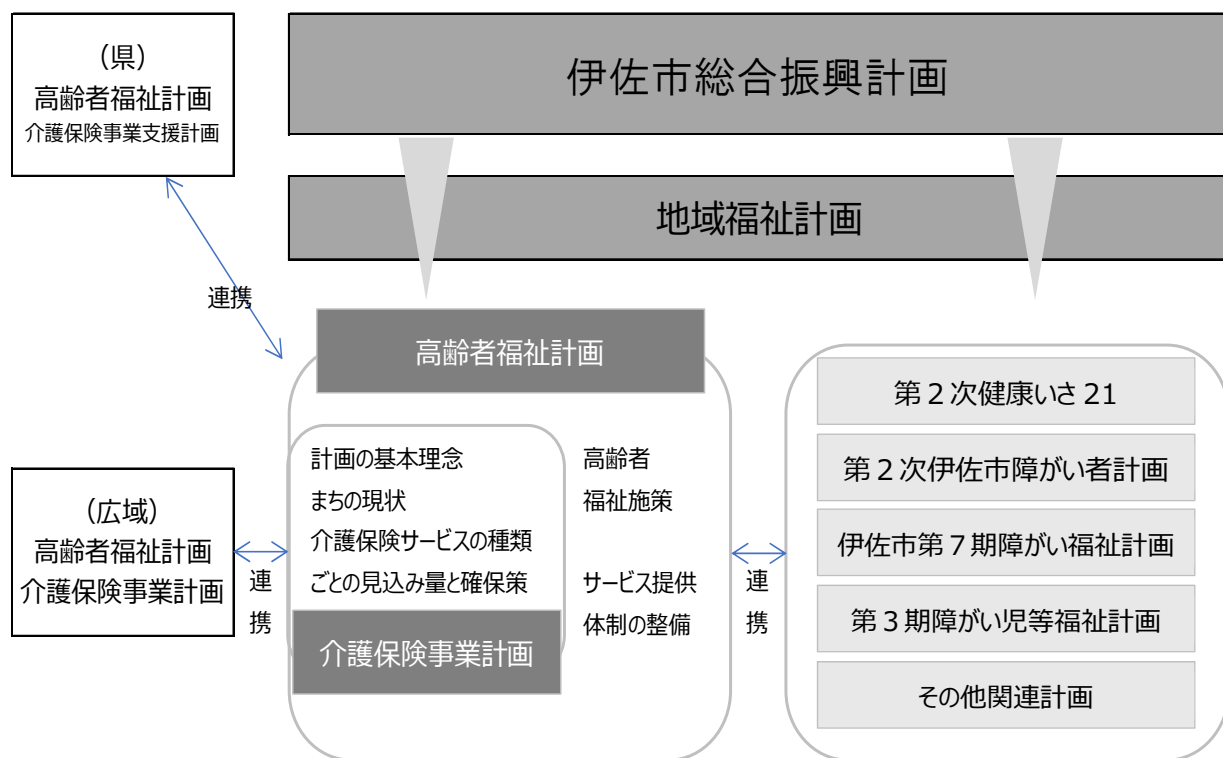 (県)
高齢者福祉計画
介護保険事業支援計画
伊佐市総合振興計画
地域福祉計画
連携
高齢者福祉計画
計画の基本理念
まちの現状
介護保険サービスの種類
ごとの見込み量と確保策
介護保険事業計画
高齢者
福祉施策
サービス提供
体制の整備
(広域)
高齢者福祉計画
介護保険事業計画
連
携
連
携
第2次健康いさ21
第2次伊佐市障がい者計画
伊佐市第7期障がい福祉計画
第3期障がい児等福祉計画
その他関連計画